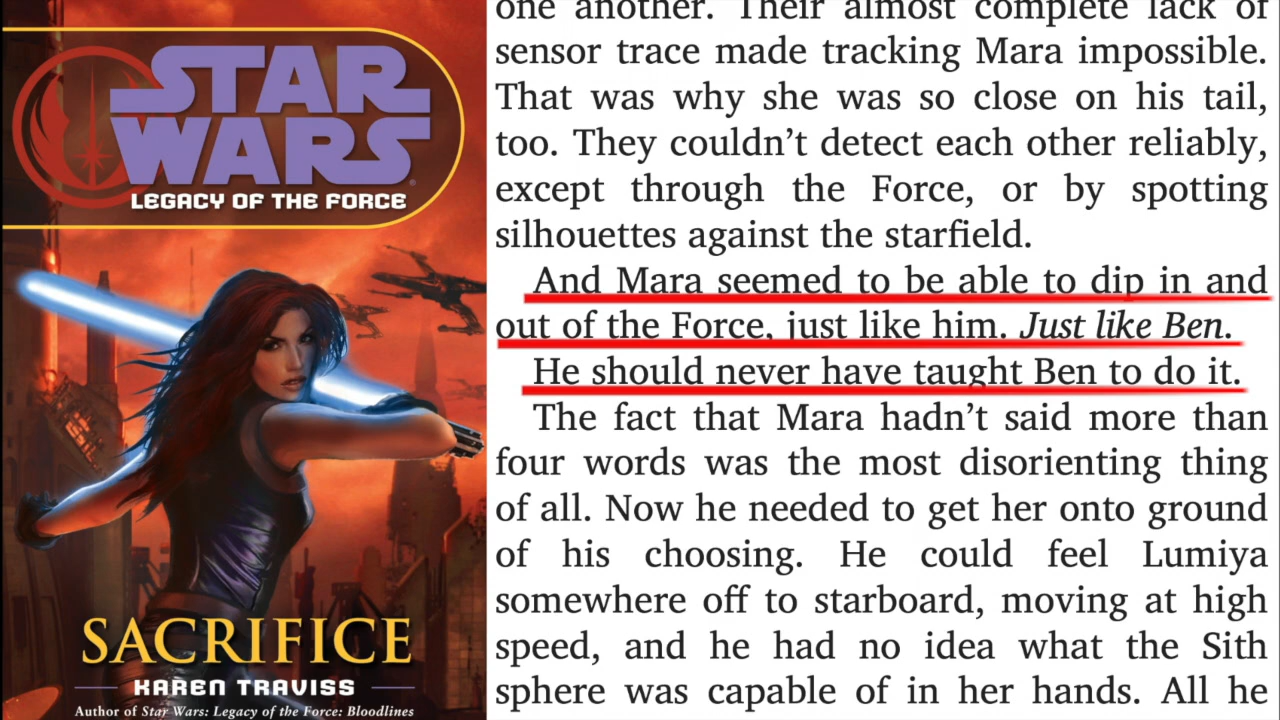 STAR
WARS
LEGACY OF THE FORCE
SACRIFICE
KAREN TRAVISS
Author of Star Wars: Legacy of the Force: Bloodlines
one another. Their almost complete lack of
sensor trace made tracking Mara impossible.
That was why she was so close on his tail,
too. They couldn’t detect each other reliably,
except through the Force, or by spotting
silhouettes against the starfield.
And Mara seemed to be able to dip in and
out of the Force, just like him. Just like Ben.
He should never have taught Ben to do it.
The fact that Mara hadn’t said more than
four words was the most disorienting thing
of all. Now he needed to get her onto ground
of his choosing. He could feel Lumiya
somewhere off to starboard, moving at high
speed, and he had no idea what the Sith
sphere was capable of in her hands. All he